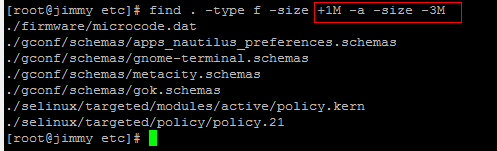 [root@jimmy etc]# find . -type f -size +1M -a -size -3M
./firmware/microcode.dat
./gconf/schemas/apps_nautilus_preferences.schemas
./gconf/schemas/gnome-terminal.schemas
./gconf/schemas/metacity.schemas
./gconf/schemas/gok.schemas
./selinux/targeted/modules/active/policy.kern
./selinux/targeted/policy/policy.21
[root@jimmy etc]#